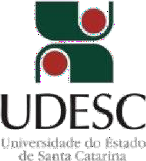 UDESC
Universidade do Estado
de Santa Catarina